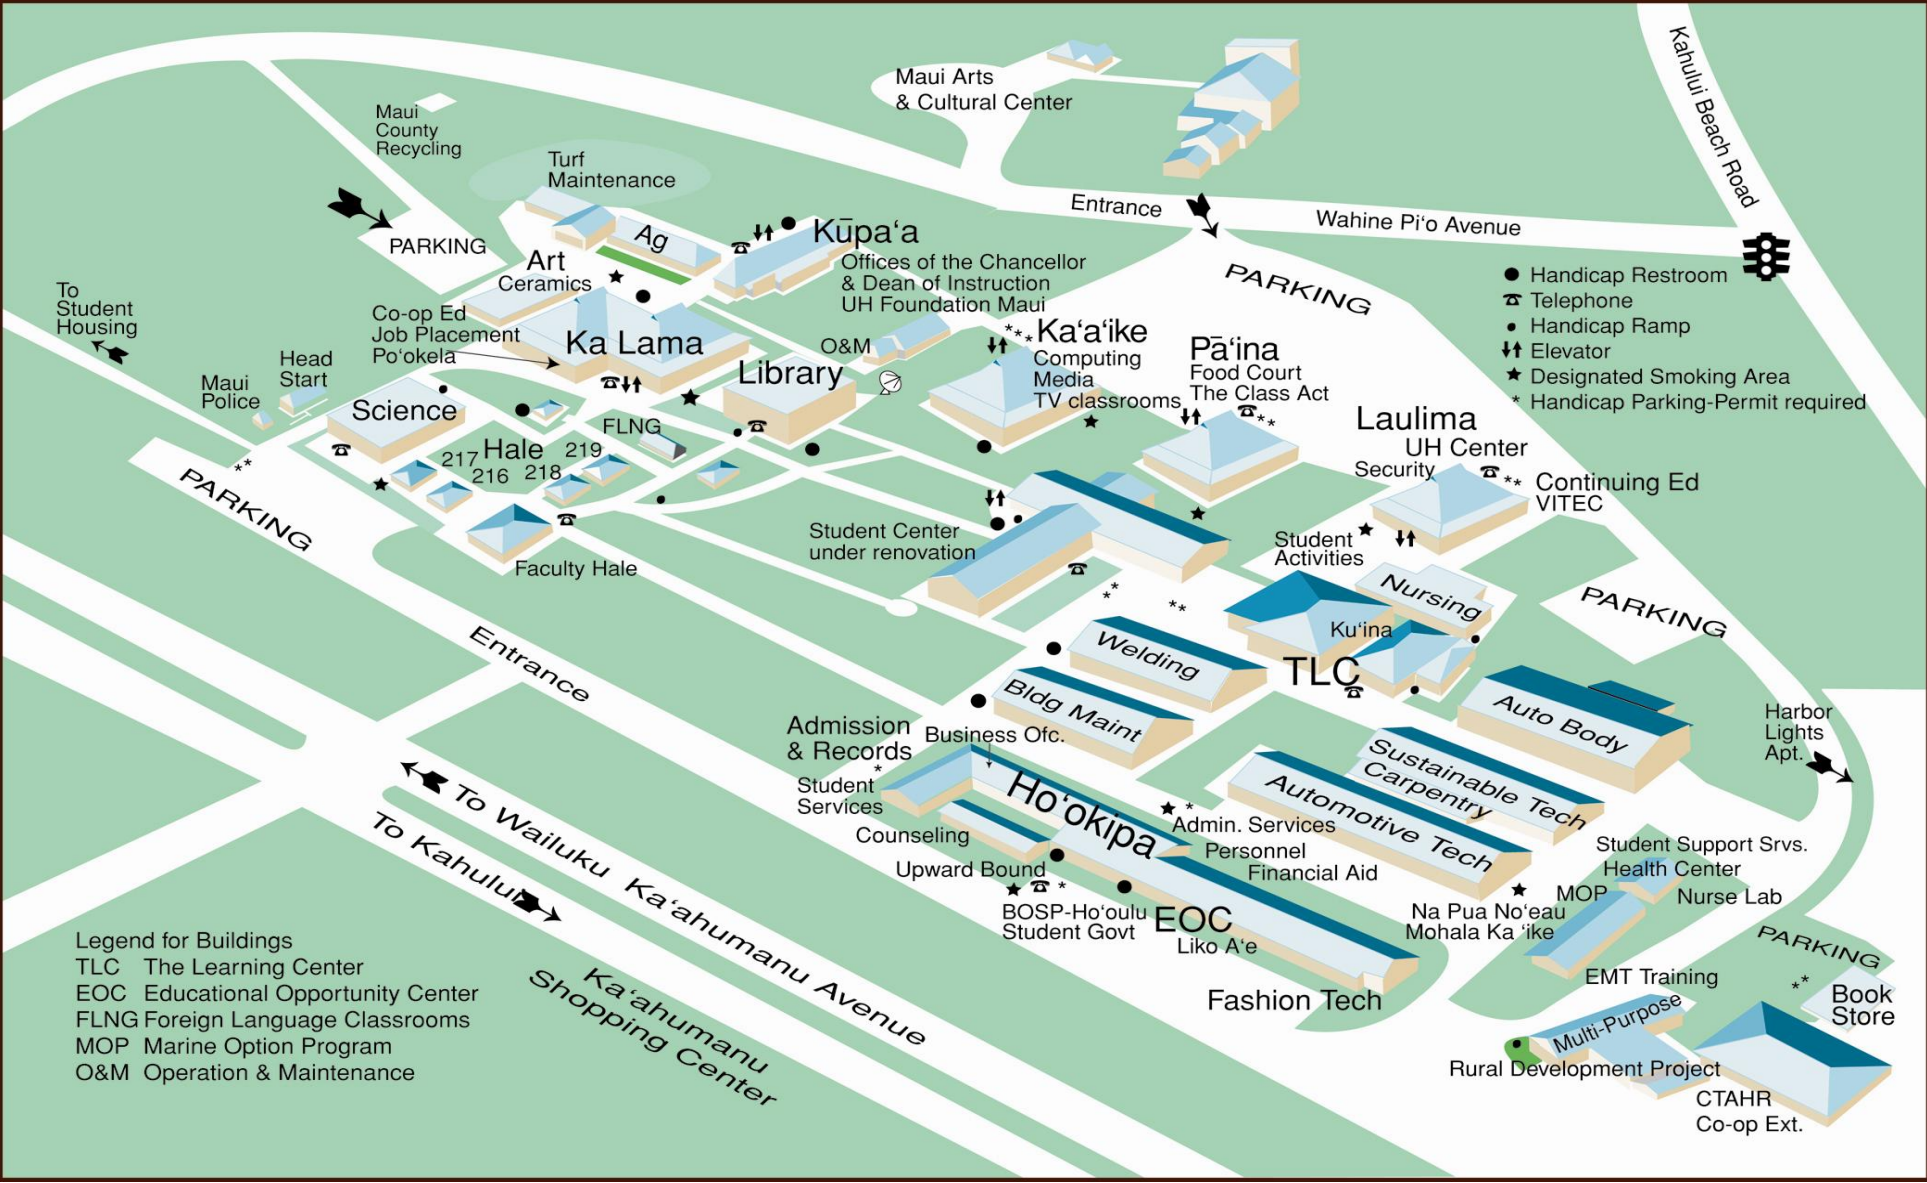 Kahului Beach Road
Maui Arts
& Cultural Center
Maui
County
Recycling
Turf
Maintenance
Entrance
Wahine Pi‘o Avenue
PARKING
PARKING
Ag
Kūpa‘a
Offices of the Chancellor
& Dean of Instruction
UH Foundation Maui
Art
Ceramics
To
Student
Housing
Co-op Ed
Job Placement
Po‘okela
Ka Lama
O&M
Library
Ka‘a‘ike
Computing
Media
TV classrooms
Pā‘ina
Food Court
The Class Act
● Handicap Restroom
☎ Telephone
• Handicap Ramp
↓↑ Elevator
★ Designated Smoking Area
* Handicap Parking-Permit required
Head
Start
Maui
Police
Science
FLNG
Hale
217
216
218
219
Laulima
UH Center
Security
Continuing Ed
VITEC
PARKING
Student Center
under renovation
Student
Activities
Faculty Hale
Nursing
Ku‘ina
TLC
PARKING
Entrance
Welding
Bldg Maint
Auto Body
Harbor
Lights
Apt.
Admission
& Records
Business Ofc.
Student
Services
Ho‘okipa
Counseling
Upward Bound
Sustainable Tech
Carpentry
Automotive Tech
Admin. Services
Personnel
Financial Aid
Student Support Srvs.
Health Center
MOP
Nurse Lab
BOSP-Ho‘oulu
Student Govt
EOC
Liko A‘e
Na Pua No‘eau
Mohala Ka ‘ike
Fashion Tech
EMT Training
PARKING
Book
Store
Multi-Purpose
Rural Development Project
CTAHR
Co-op Ext.
To Wailuku
Ka‘ahumanu Avenue
To Kahului
Ka‘ahumanu
Shopping Center
Legend for Buildings
TLC The Learning Center
EOC Educational Opportunity Center
FLNG Foreign Language Classrooms
MOP Marine Option Program
O&M Operation & Maintenance